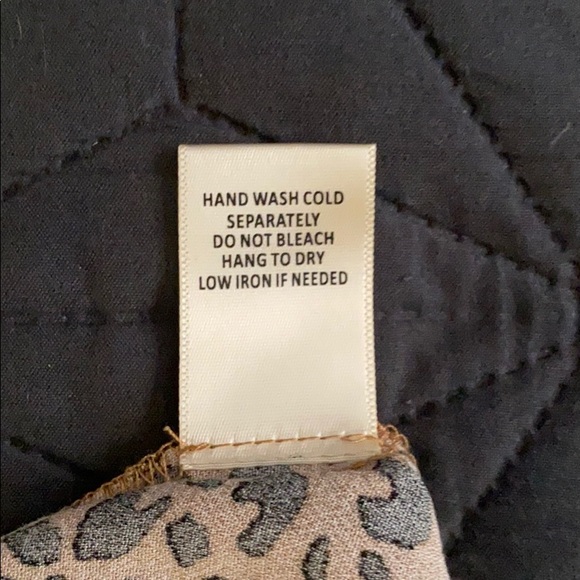 HAND WASH COLD
SEPARATELY
DO NOT BLEACH
HANG TO DRY
LOW IRON IF NEEDED